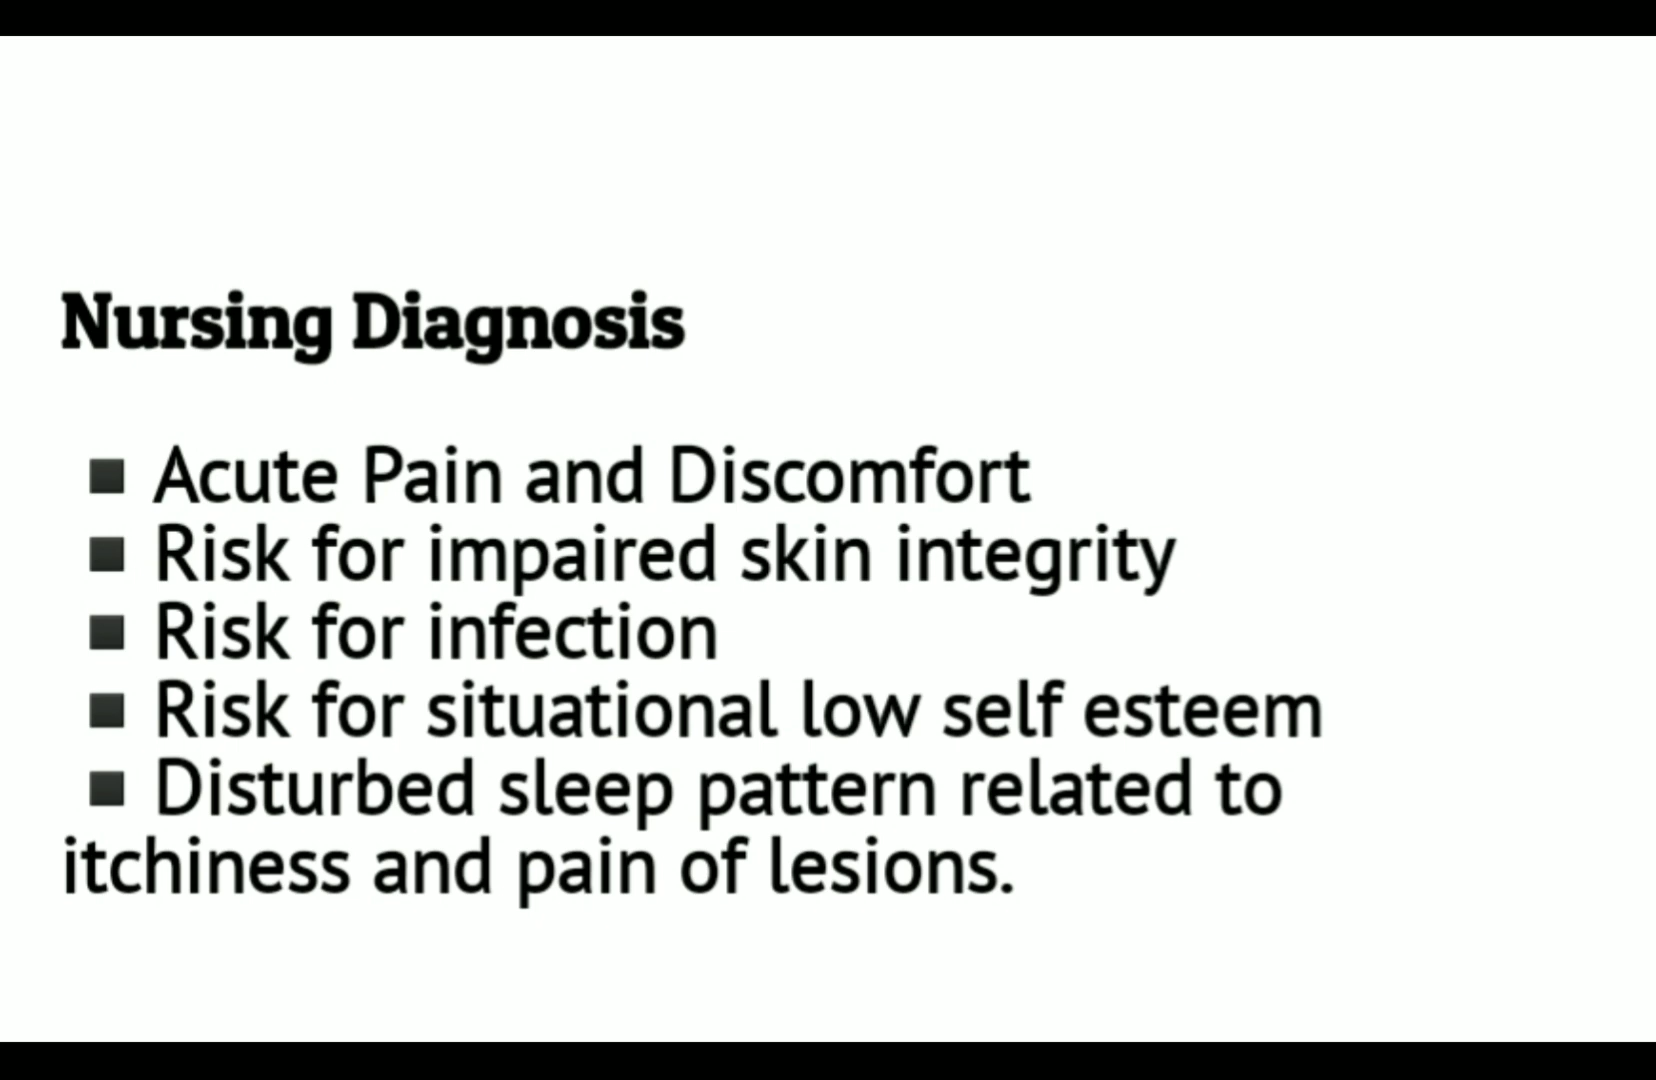 Nursing Diagnosis
▪ Acute Pain and Discomfort
▪ Risk for impaired skin integrity
▪ Risk for infection
▪ Risk for situational low self esteem
▪ Disturbed sleep pattern related to
itchiness and pain of lesions.